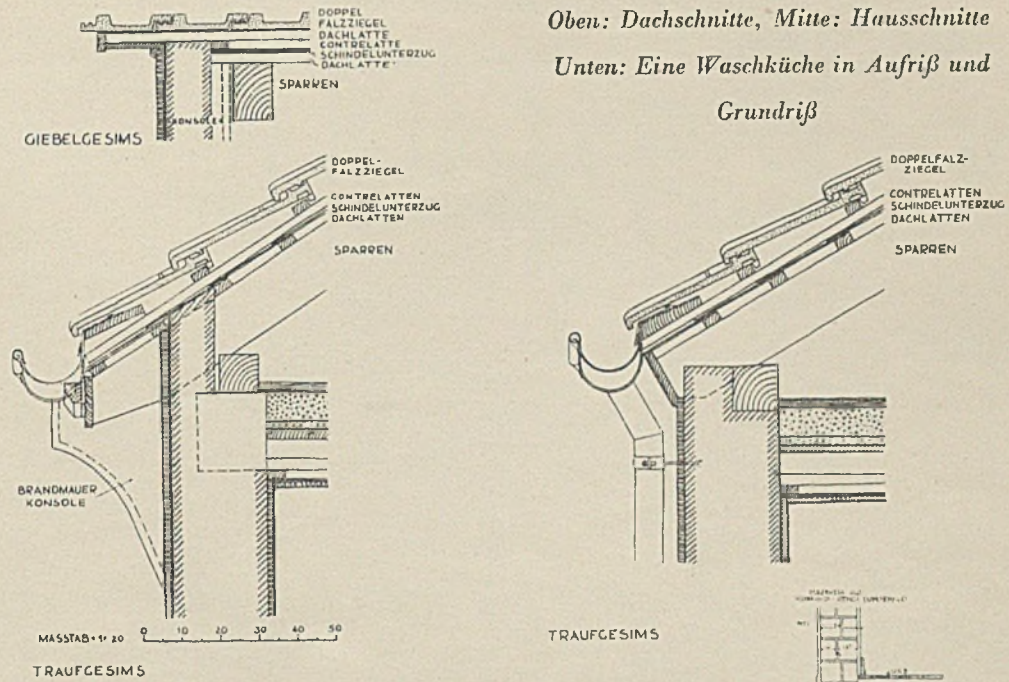 DOPPEL
FALZZIEGEL
DACHLATTE
CONTRELATTE
SCHINDELUNTERZUG
DACHLATTE
SPARREN
KONSOLE
GIEBELGESIMS
Oben: Dachschnitte, Mitte: Hausschnitte
Unten: Eine Waschküche in Aufriß und
Grundriß
DOPPEL-
FALZZIEGEL
CONTRELATTEN
SCHINDELUNTERZUG
DACHLATTEN
SPARREN
BRANDMAUER
KONSOLE
MASSTAB • 1: 20 0 10 20 30 40 50
TRAUFGESIMS
DOPPELFALZ-
ZIEGEL
CONTRELATTEN
SCHINDELUNTERZUG
DACHLATTEN
SPARREN
TRAUFGESIMS